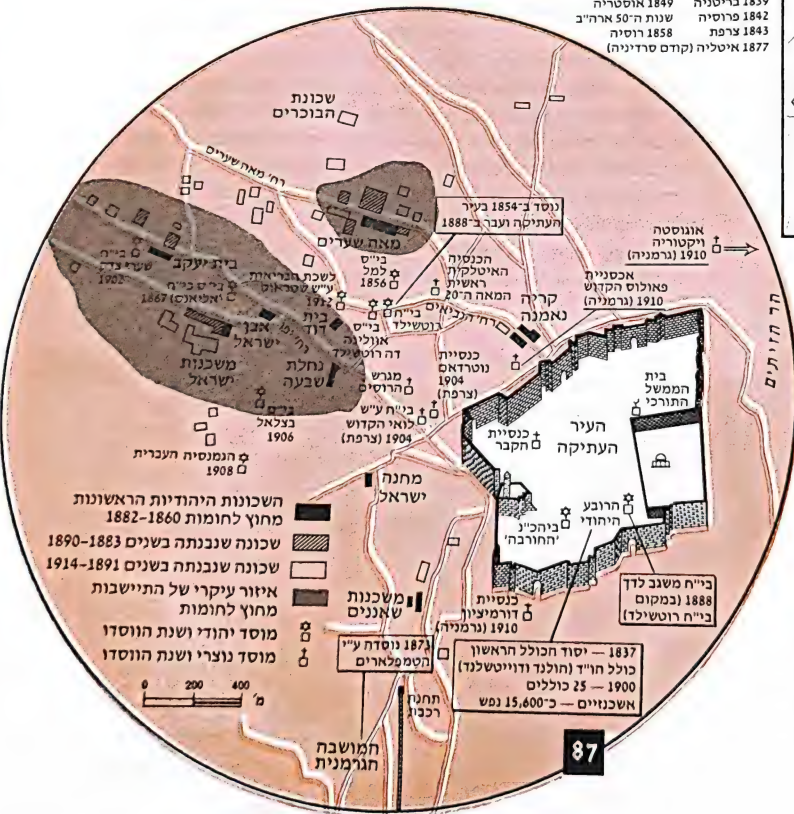 1839 בריטניה
1849 אוסטריה
1842 פרוסיה
שנות ה־50 ארה"ב
1843 צרפת
1858 רוסיה
1877 איטליה (קודם סרדיניה)
שכונת
הבוכרים
רח' מאה שערים
מאה שערים
נוסד ב־1854 בעיר
העתיקה ועבר ב־1888
אוגוסטה
ויקטוריה
1910 (גרמניה)
הר הזיתים
בי"ח
שערי צדק
1902
בית יעקב
בי"ס כי"ח
'אליאנס' 1867
לשכת הבריאות
ע"ש שטראוס
1912
בי"ס
למל
1856
הכנסיה
האיטלקית
ראשית
המאה ה־20
קריה
נאמנה
אכסניית
פאולוס הקדוש
1910 (גרמניה)
רח' הנביאים
רח' יפו
אבן
ישראל
בית
דוד
בי"ח
רוטשילד
בי"ס
אוולינה
דה רוטשילד
משכנות
ישראל
נחלת
שבעה
מגרש
הרוסים
כנסיית
נוטרדאם
1904
(צרפת)
בי"ס
בצלאל
1906
בי"ח ע"ש
לואי הקדוש
1904 (צרפת)
הגמנסיה העברית
1908
בית
הממשל
התורכי
העיר
העתיקה
כנסיית
הקבר
מחנה
ישראל
הרובע
היהודי
ביהכ"נ
'החורבה'
השכונות היהודיות הראשונות
מחוץ לחומות 1882–1860
שכונה שנבנתה בשנים 1890–1883
שכונה שנבנתה בשנים 1914–1891
איזור עיקרי של התיישבות
מחוץ לחומות
מוסד יהודי ושנת הווסדו
מוסד נוצרי ושנת הווסדו
0 200 400 מ'
משכנות
שאננים
כנסיית
דורמיציון
1910 (גרמניה)
בי"ח משגב לדך
1888 (במקום
בי"ח רוטשילד)
1873 נוסדה ע"י
הטמפלארים
1837 — יסוד הכולל הראשון
כולל הו"ד (הולנד ודוייטשלנד)
1900 — 25 כוללים
אשכנזיים — כ־15,600 נפש
תחנת
רכבת
המושבה
הגרמנית
87